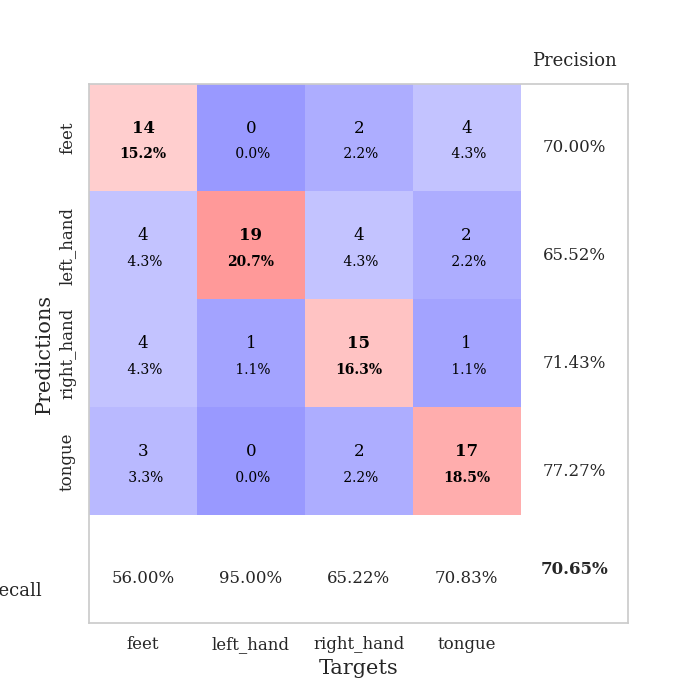 Precision
feet 14 0 2 4 70.00%
15.2% 0.0% 2.2% 4.3%
left_hand 4 19 4 2 65.52%
4.3% 20.7% 4.3% 2.2%
right_hand 4 1 15 1 71.43%
4.3% 1.1% 16.3% 1.1%
tongue 3 0 2 17 77.27%
3.3% 0.0% 2.2% 18.5%
Predictions
ecall 56.00% 95.00% 65.22% 70.83% 70.65%
feet left_hand right_hand tongue
Targets